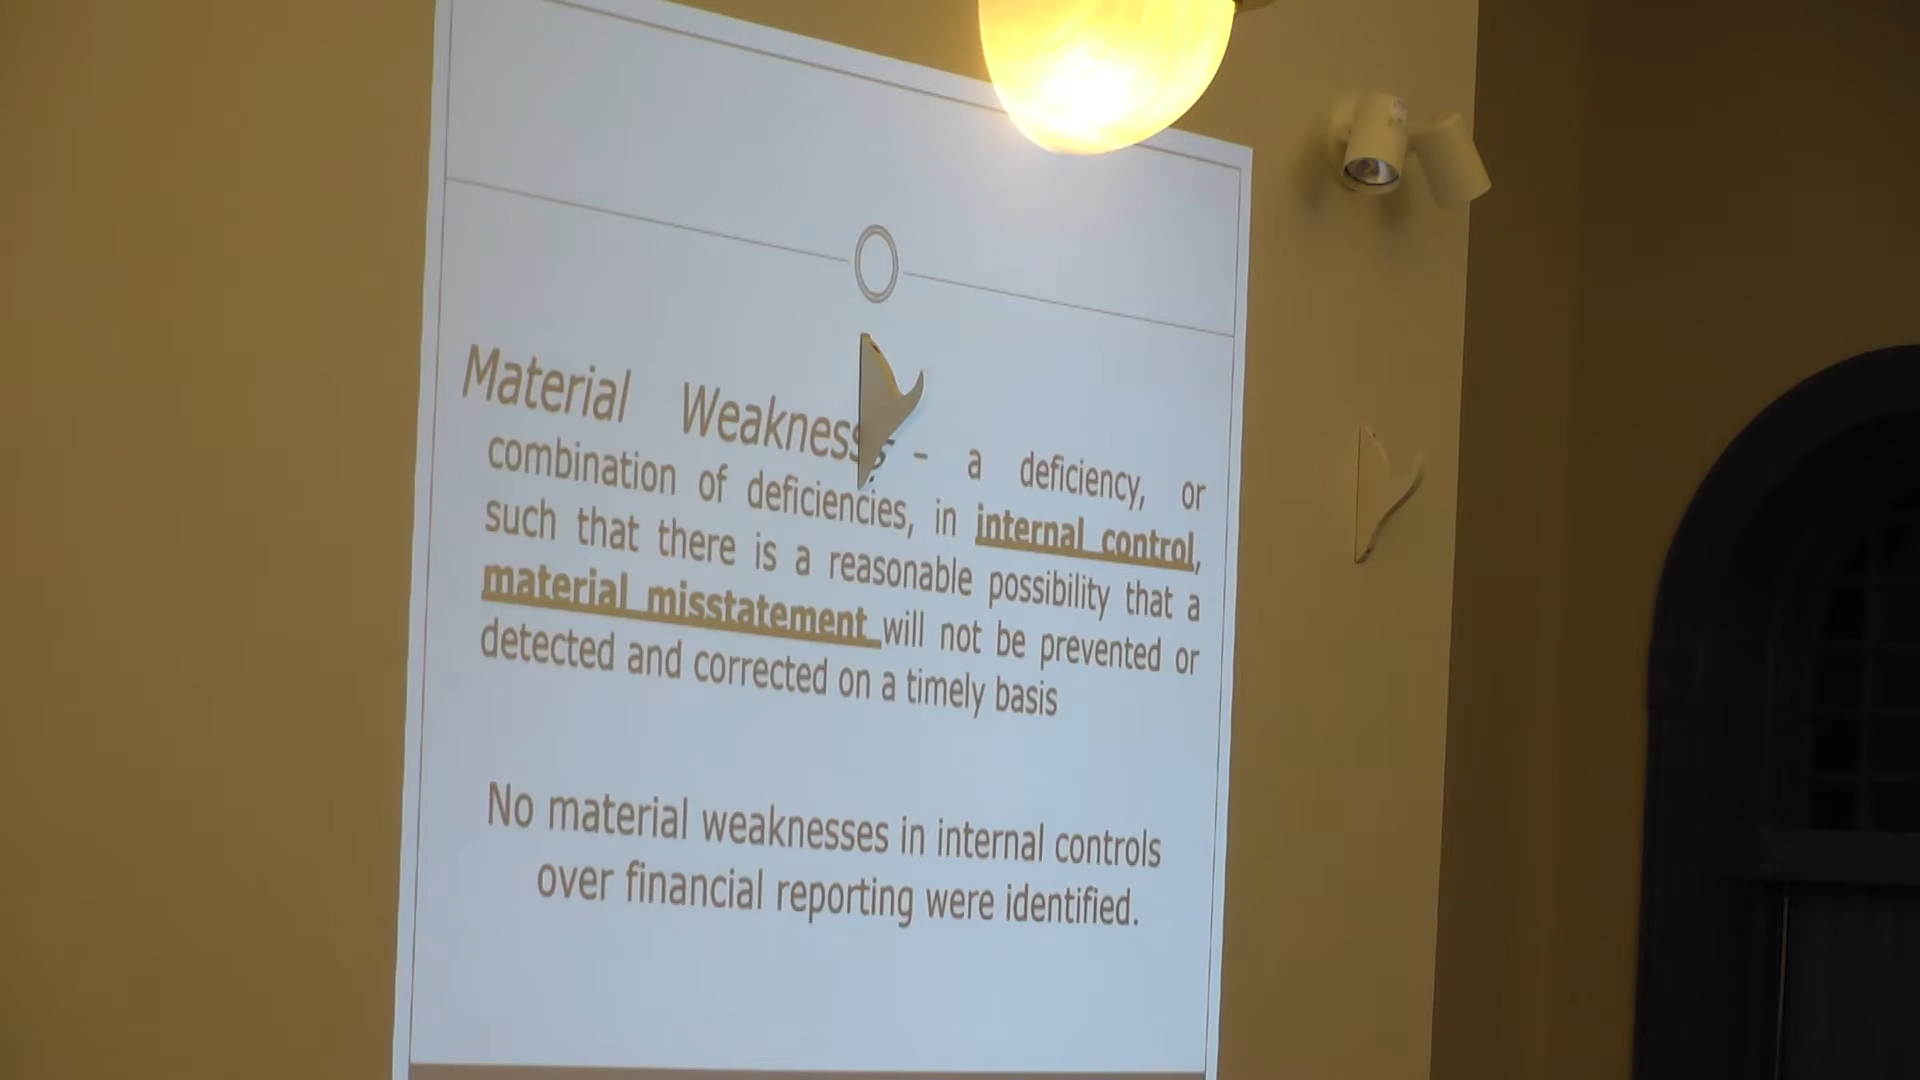 Material Weakness – a deficiency, or
combination of deficiencies, in internal control,
such that there is a reasonable possibility that a
material misstatement will not be prevented or
detected and corrected on a timely basis
No material weaknesses in internal controls
over financial reporting were identified.